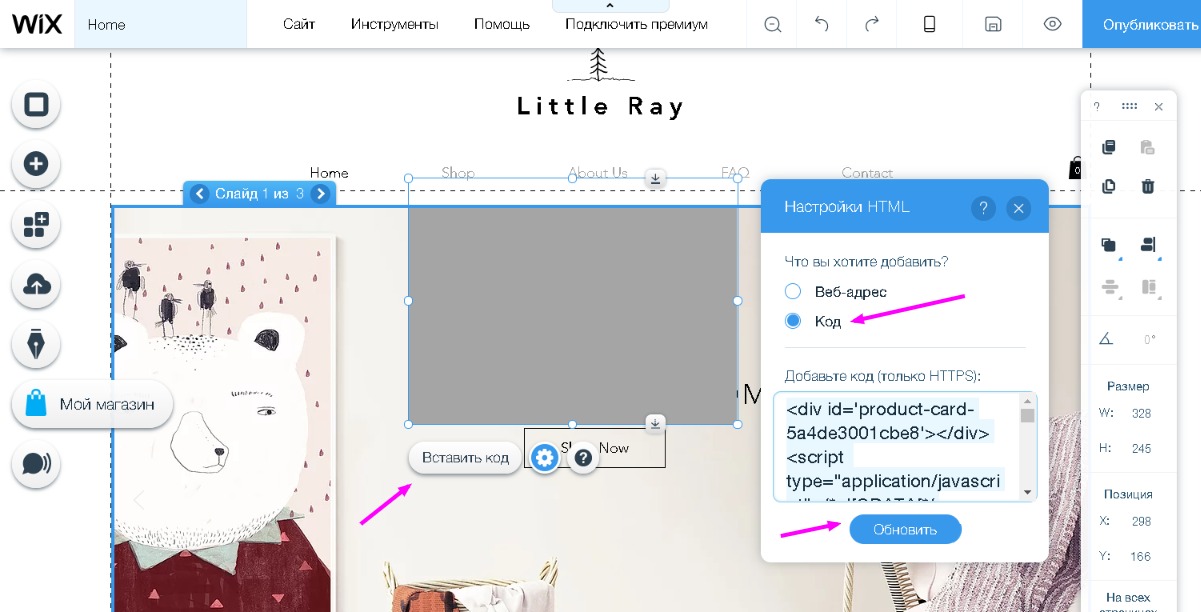 WiX
Home
Сайт
Инструменты
Помощь
Подключить премиум
Опубликовать
Little Ray
Home
Shop
About Us
FAQ
Contact
0
Слайд 1 из 3
Мой магазин
Вставить код
?
Now
M
Настройки HTML
?
Что вы хотите добавить?
Веб-адрес
Код
Добавьте код (только HTTPS):
<div id='product-card-
5a4de3001cbe8'></div>
<script
type="application/javascri
Обновить
?
0°
Размер
W: 328
H: 245
Позиция
X: 298
Y: 166
На всех
страницах